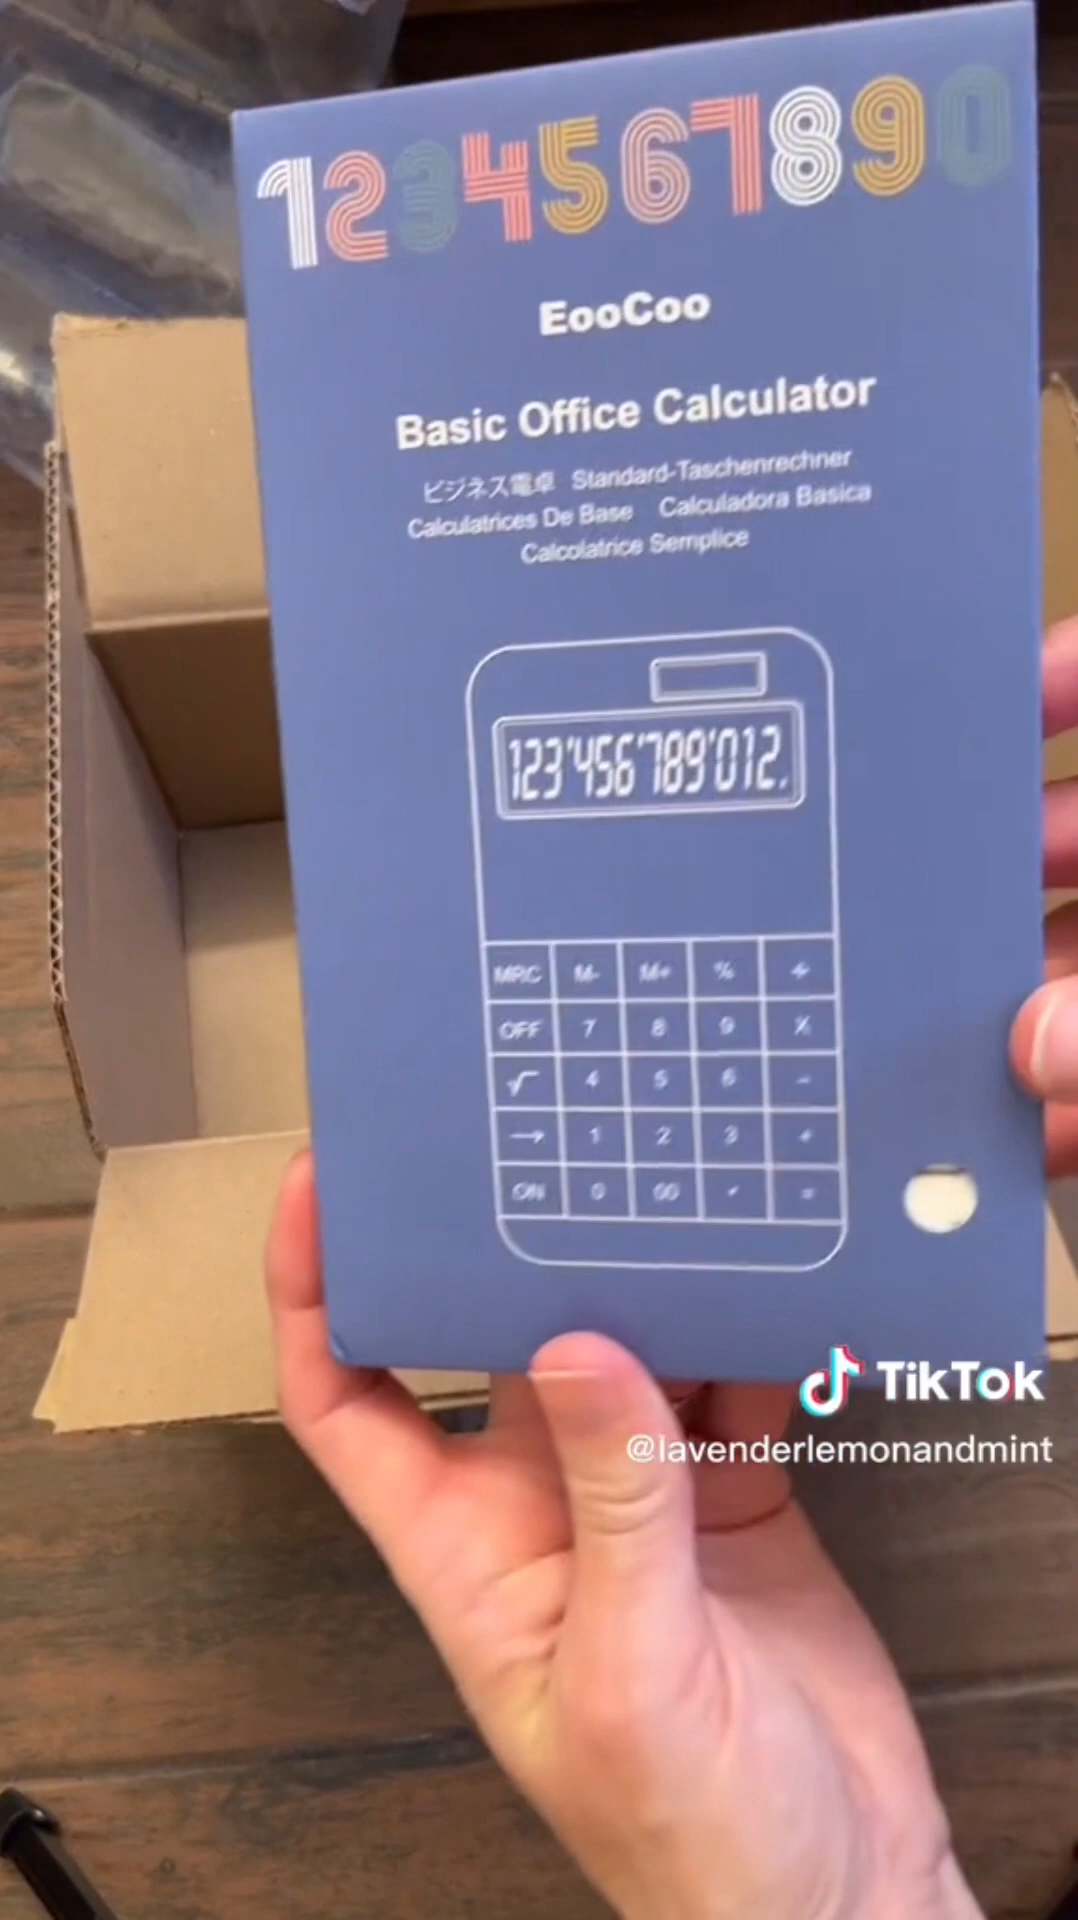 1234567890
EooCoo
Basic Office Calculator
ビジネス電卓 Standard-Taschenrechner
Calculatrices De Base Calculadora Basica
Calcolatrice Semplice
123'456'789'012.
MRC M- M+ % ÷
OFF 7 8 9 X
√ 4 5 6 -
→ 1 2 3 +
ON 0 00 . =
TikTok
@lavenderlemonandmint